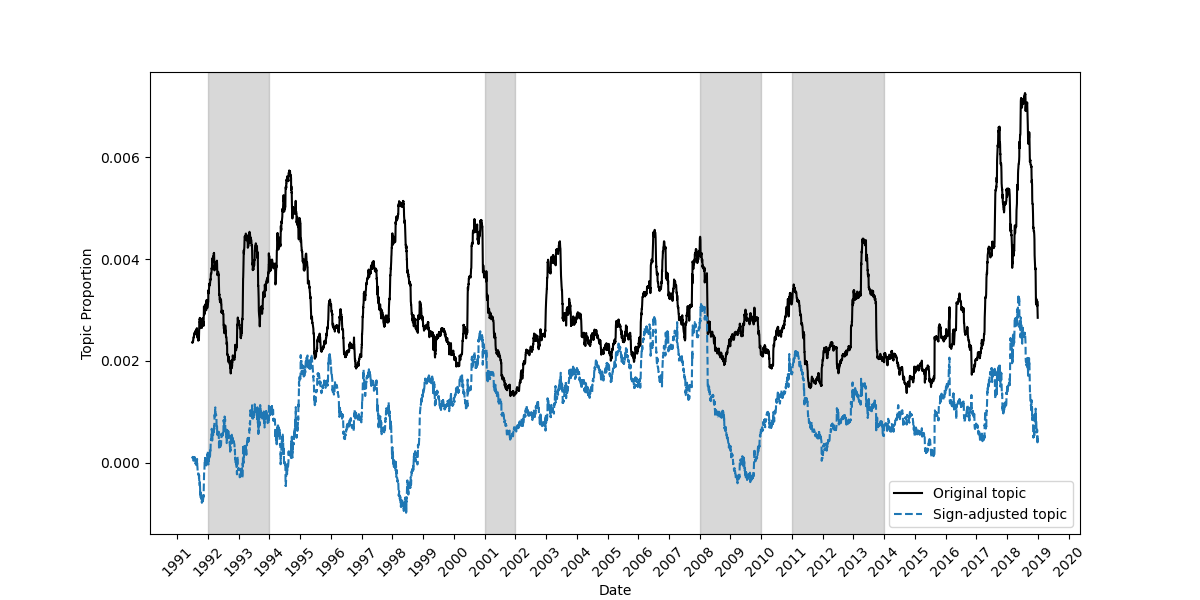 Topic Proportion
0.006
0.004
0.002
0.000
Original topic
Sign-adjusted topic
1991 1992 1993 1994 1995 1996 1997 1998 1999 2000 2001 2002 2003 2004 2005 2006 2007 2008 2009 2010 2011 2012 2013 2014 2015 2016 2017 2018 2019 2020
Date